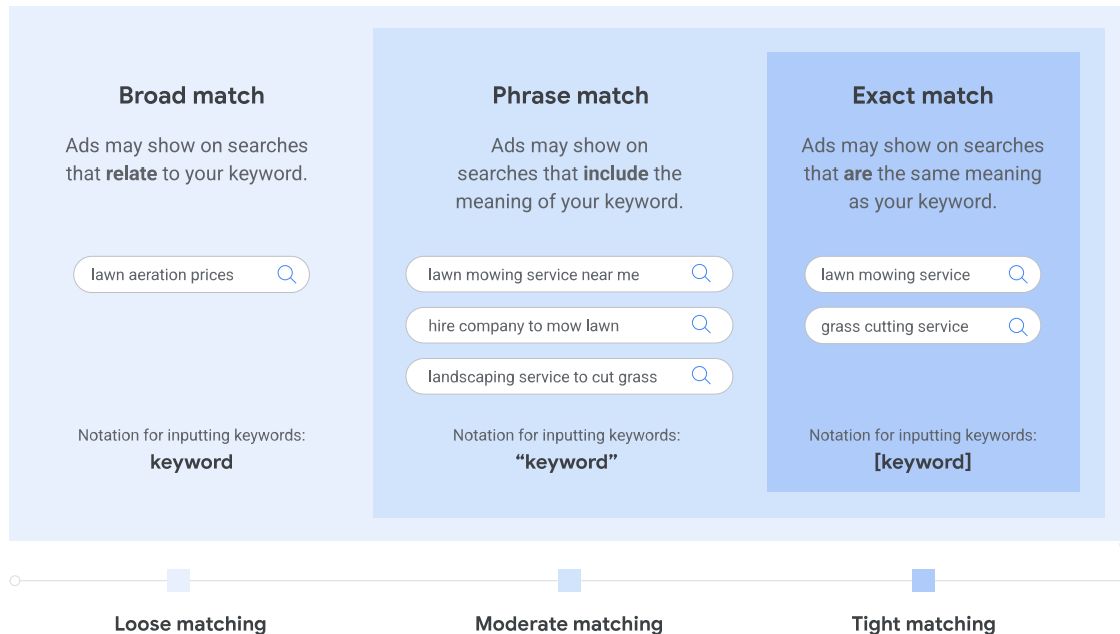 Broad match
Ads may show on searches
that relate to your keyword.
lawn aeration prices
Notation for inputting keywords:
keyword
Phrase match
Ads may show on
searches that include the
meaning of your keyword.
lawn mowing service near me
hire company to mow lawn
landscaping service to cut grass
Notation for inputting keywords:
“keyword”
Exact match
Ads may show on searches
that are the same meaning
as your keyword.
lawn mowing service
grass cutting service
Notation for inputting keywords:
[keyword]
Loose matching
Moderate matching
Tight matching